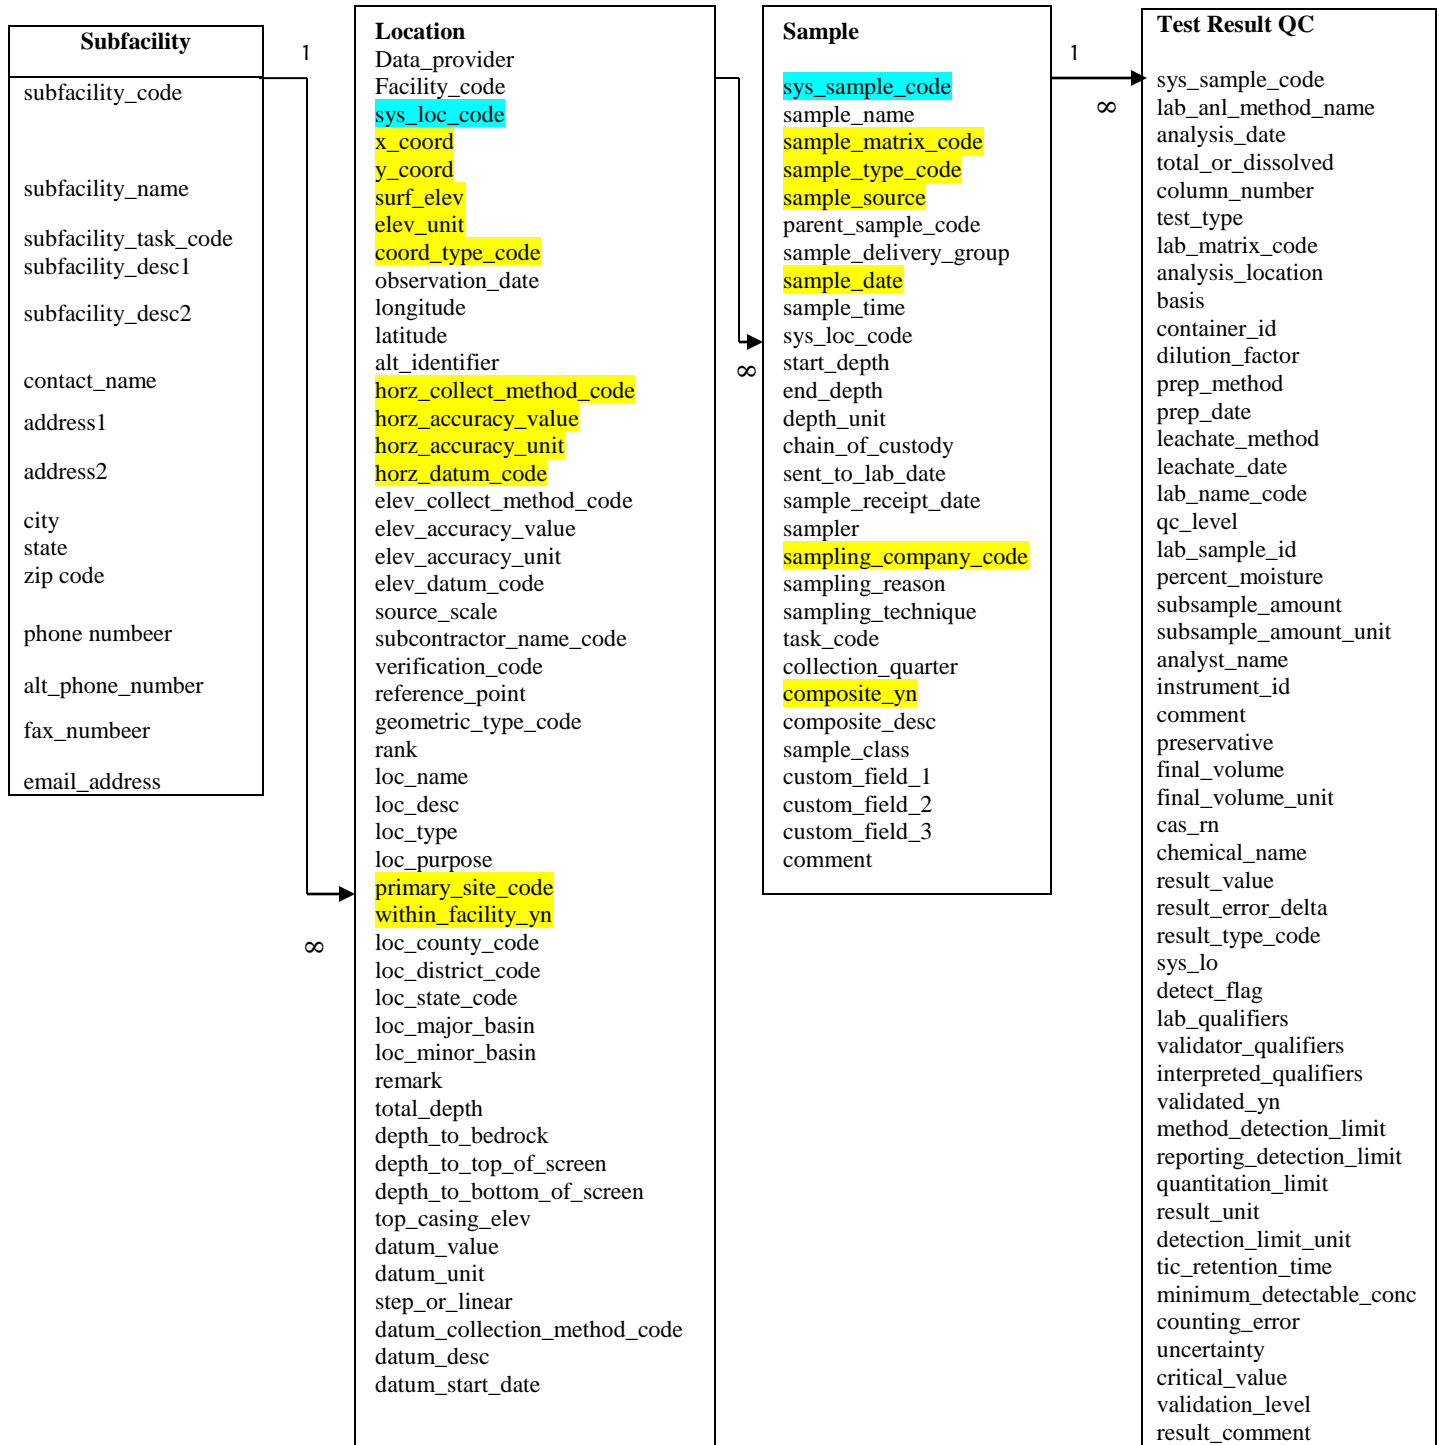 Subfacility
subfacility_code
subfacility_name
subfacility_task_code
subfacility_desc1
subfacility_desc2
contact_name
address1
address2
city
state
zip code
phone numbeer
alt_phone_number
fax_numbeer
email_address
1
∞
Location
Data_provider
Facility_code
sys_loc_code
x_coord
y_coord
surf_elev
elev_unit
coord_type_code
observation_date
longitude
latitude
alt_identifier
horz_collect_method_code
horz_accuracy_value
horz_accuracy_unit
horz_datum_code
elev_collect_method_code
elev_accuracy_value
elev_accuracy_unit
elev_datum_code
source_scale
subcontractor_name_code
verification_code
reference_point
geometric_type_code
rank
loc_name
loc_desc
loc_type
loc_purpose
primary_site_code
within_facility_yn
loc_county_code
loc_district_code
loc_state_code
loc_major_basin
loc_minor_basin
remark
total_depth
depth_to_bedrock
depth_to_top_of_screen
depth_to_bottom_of_screen
top_casing_elev
datum_value
datum_unit
step_or_linear
datum_collection_method_code
datum_desc
datum_start_date
∞
Sample
sys_sample_code
sample_name
sample_matrix_code
sample_type_code
sample_source
parent_sample_code
sample_delivery_group
sample_date
sample_time
sys_loc_code
start_depth
end_depth
depth_unit
chain_of_custody
sent_to_lab_date
sample_receipt_date
sampler
sampling_company_code
sampling_reason
sampling_technique
task_code
collection_quarter
composite_yn
composite_desc
sample_class
custom_field_1
custom_field_2
custom_field_3
comment
1
∞
Test Result QC
sys_sample_code
lab_anl_method_name
analysis_date
total_or_dissolved
column_number
test_type
lab_matrix_code
analysis_location
basis
container_id
dilution_factor
prep_method
prep_date
leachate_method
leachate_date
lab_name_code
qc_level
lab_sample_id
percent_moisture
subsample_amount
subsample_amount_unit
analyst_name
instrument_id
comment
preservative
final_volume
final_volume_unit
cas_rn
chemical_name
result_value
result_error_delta
result_type_code
sys_lo
detect_flag
lab_qualifiers
validator_qualifiers
interpreted_qualifiers
validated_yn
method_detection_limit
reporting_detection_limit
quantitation_limit
result_unit
detection_limit_unit
tic_retention_time
minimum_detectable_conc
counting_error
uncertainty
critical_value
validation_level
result_comment